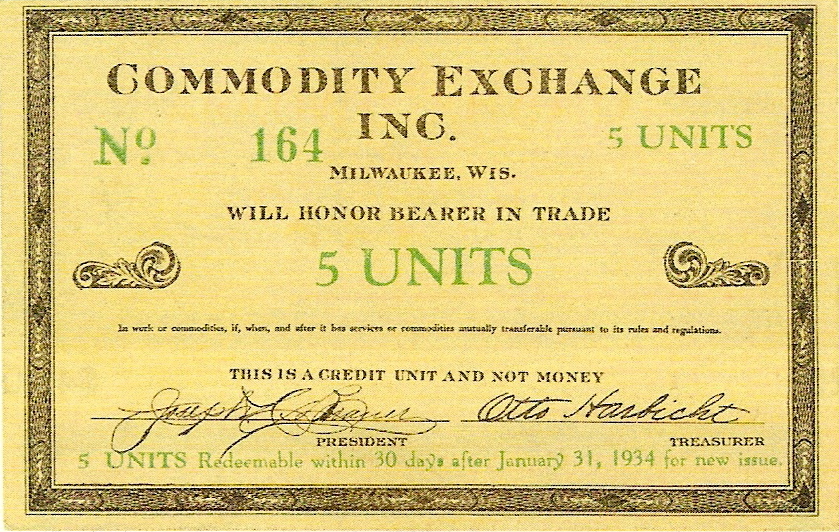 COMMODITY EXCHANGE
INC.
No. 164 5 UNITS
MILWAUKEE, WIS.
WILL HONOR BEARER IN TRADE
5 UNITS
In work or commodities, if, when, and after it has services or commodities mutually transferable pursuant to its rules and regulations.
THIS IS A CREDIT UNIT AND NOT MONEY
Otto Harbicht
PRESIDENT TREASURER
5 UNITS Redeemable within 30 days after January 31, 1934 for new issue.